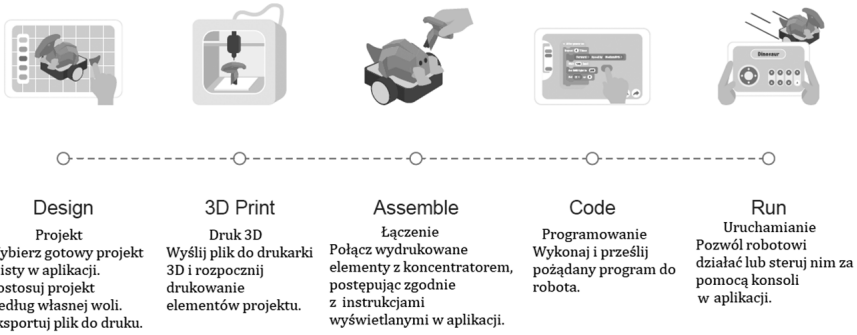 Dinosaur
Design
Projekt
ybierz gotowy projekt
isty w aplikacji.
ostosuj projekt
edług własnej woli.
ksportuj plik do druku.
3D Print
Druk 3D
Wyślij plik do drukarki
3D i rozpocznij
drukowanie
elementów projektu.
Assemble
Łączenie
Połącz wydrukowane
elementy z koncentratorem,
postępując zgodnie
z instrukcjami
wyświetlanymi w aplikacji.
Code
Programowanie
Wykonaj i prześlij
pożądany program do
robota.
Run
Uruchamianie
Pozwól robotowi
działać lub steruj nim za
pomocą konsoli
w aplikacji.